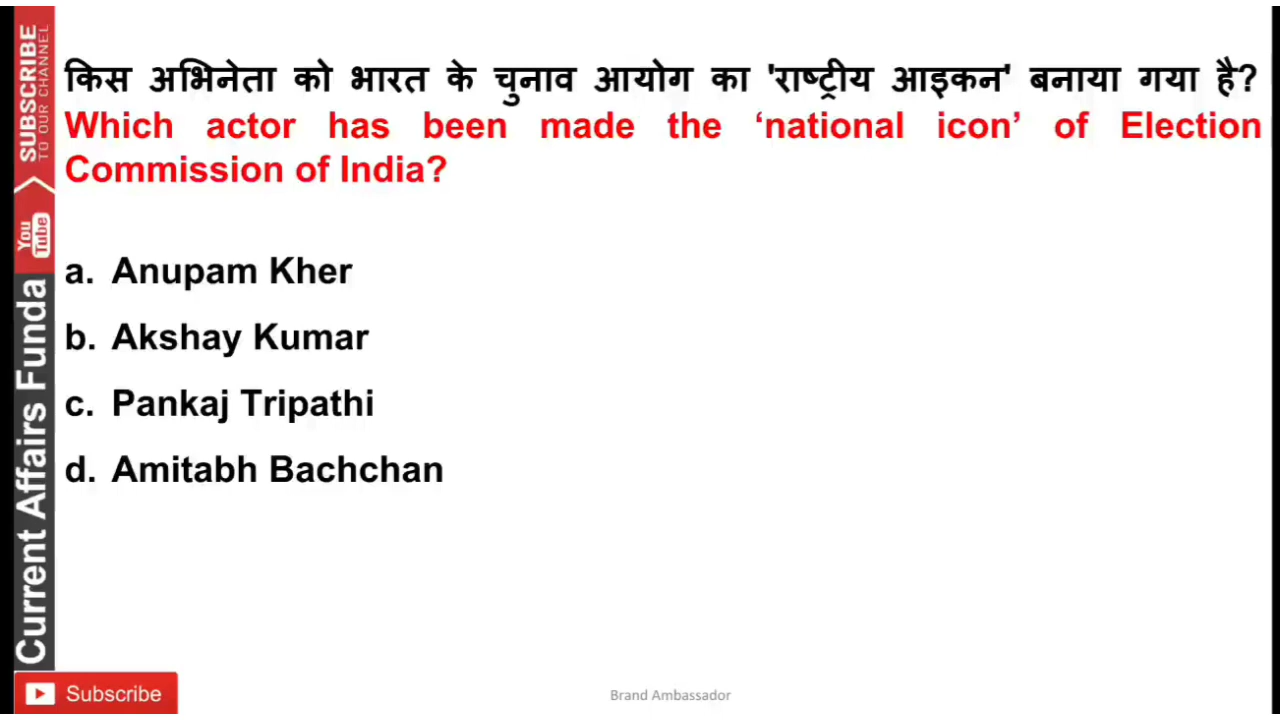 किस अभिनेता को भारत के चुनाव आयोग का 'राष्ट्रीय आइकन' बनाया गया है?
Which actor has been made the ‘national icon’ of Election
Commission of India?
a. Anupam Kher
b. Akshay Kumar
c. Pankaj Tripathi
d. Amitabh Bachchan
SUBSCRIBE
TO OUR CHANNEL
You
Tube
Current Affairs Funda
Subscribe
Brand Ambassador